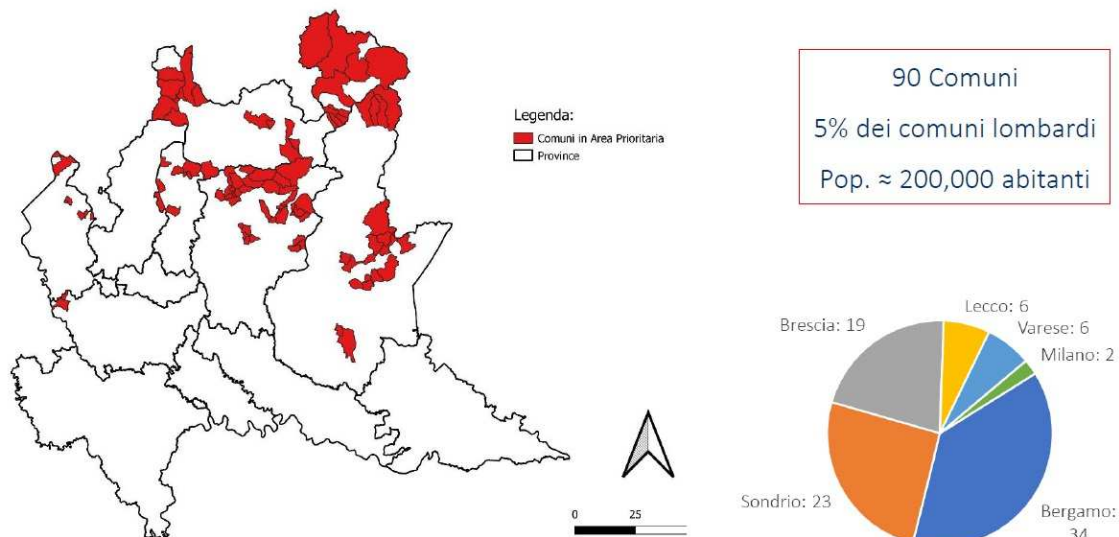 Legenda:
Comuni in Area Prioritaria
Province
0 25
90 Comuni
5% dei comuni lombardi
Pop. ≈ 200,000 abitanti
Lecco: 6
Varese: 6
Milano: 2
Brescia: 19
Sondrio: 23
Bergamo:
34